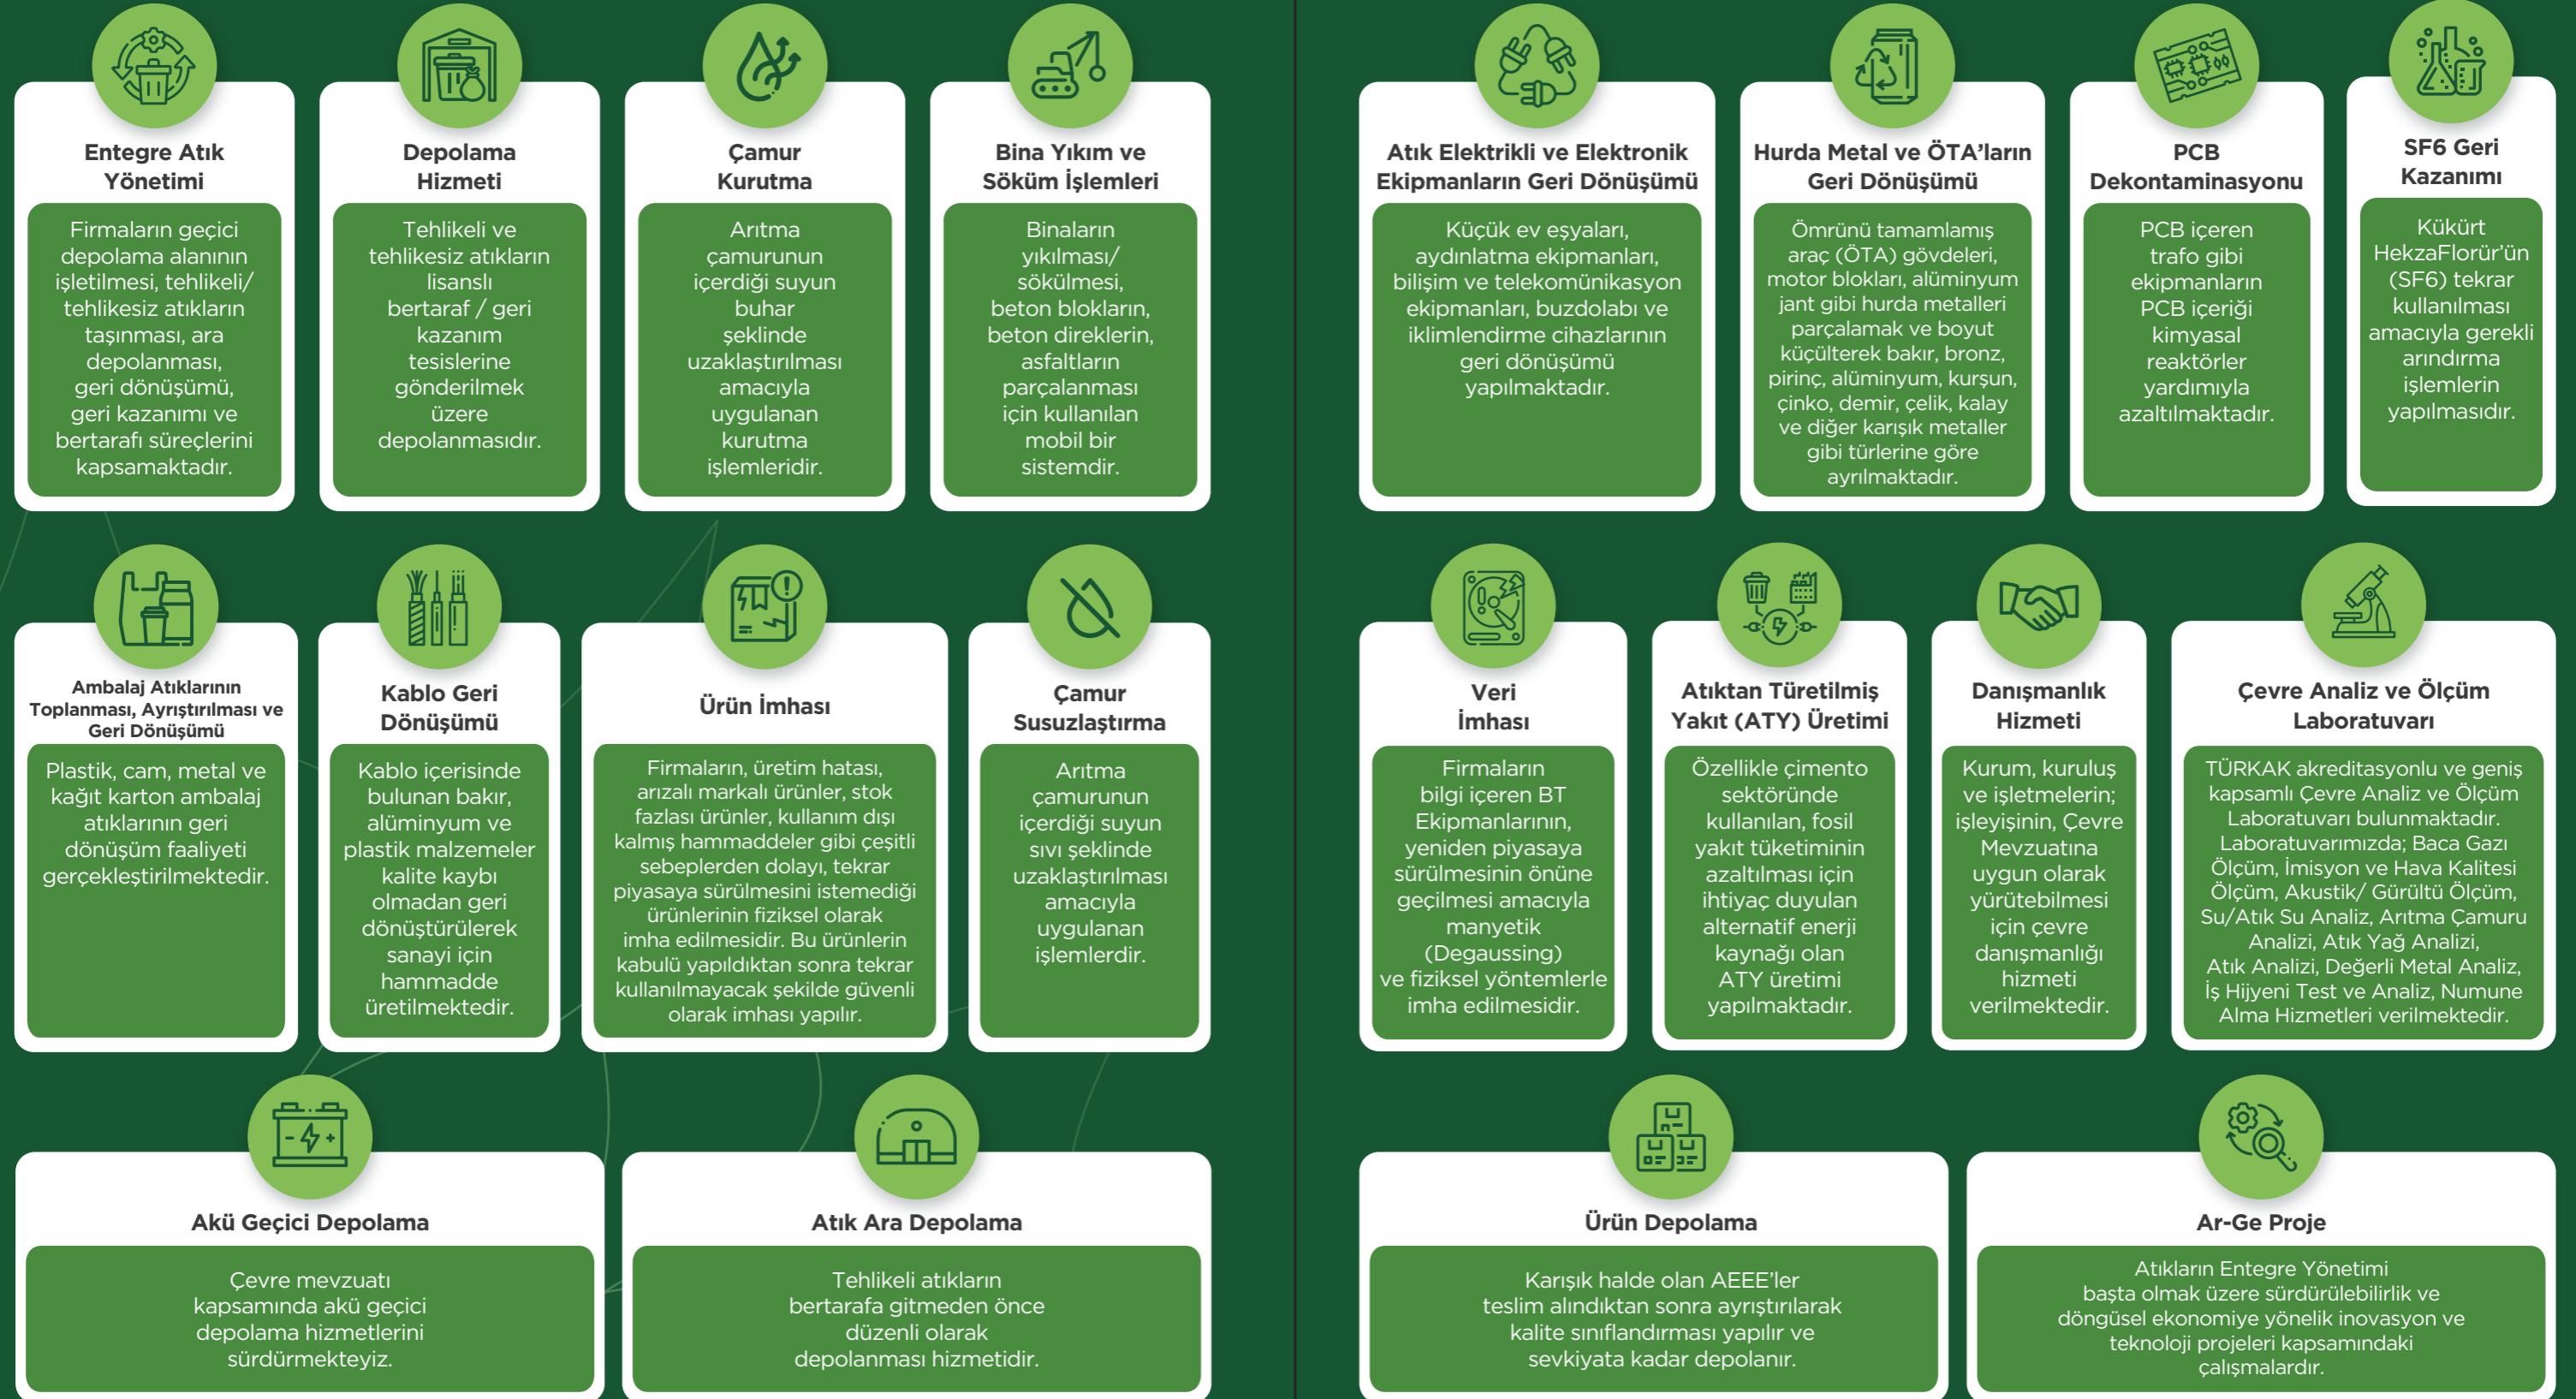 Entegre Atık
Yönetimi
Firmaların geçici
depolama alanının
işletilmesi, tehlikeli/
tehlikesiz atıkların
taşınması, ara
depolanması,
geri dönüşümü,
geri kazanımı ve
bertarafı süreçlerini
kapsamaktadır.
Depolama
Hizmeti
Tehlikeli ve
tehlikesiz atıkların
lisanslı
bertaraf / geri
kazanım
tesislerine
gönderilmek
üzere
depolanmasıdır.
Çamur
Kurutma
Arıtma
çamurunun
içerdiği suyun
buhar
şeklinde
uzaklaştırılması
amacıyla
uygulanan
kurutma
işlemleridir.
Bina Yıkım ve
Söküm İşlemleri
Binaların
yıkılması/
sökülmesi,
beton blokların,
beton direklerin,
asfaltların
parçalanması
için kullanılan
mobil bir
sistemdir.
Ambalaj Atıklarının
Toplanması, Ayrıştırılması ve
Geri Dönüşümü
Plastik, cam, metal ve
kağıt karton ambalaj
atıklarının geri
dönüşüm faaliyeti
gerçekleştirilmektedir.
Kablo Geri
Dönüşümü
Kablo içerisinde
bulunan bakır,
alüminyum ve
plastik malzemeler
kalite kaybı
olmadan geri
dönüştürülerek
sanayi için
hammadde
üretilmektedir.
Ürün İmhası
Firmaların, üretim hatası,
arızalı markalı ürünler, stok
fazlası ürünler, kullanım dışı
kalmış hammaddeler gibi çeşitli
sebeplerden dolayı, tekrar
piyasaya sürülmesini istemediği
ürünlerinin fiziksel olarak
imha edilmesidir. Bu ürünlerin
kabulü yapıldıktan sonra tekrar
kullanılmayacak şekilde güvenli
olarak imhası yapılır.
Çamur
Susuzlaştırma
Arıtma
çamurunun
içerdiği suyun
sıvı şeklinde
uzaklaştırılması
amacıyla
uygulanan
işlemlerdir.
Akü Geçici Depolama
Çevre mevzuatı
kapsamında akü geçici
depolama hizmetlerini
sürdürmekteyiz.
Atık Ara Depolama
Tehlikeli atıkların
bertarafa gitmeden önce
düzenli olarak
depolanması hizmetidir.
Atık Elektrikli ve Elektronik
Ekipmanların Geri Dönüşümü
Küçük ev eşyaları,
aydınlatma ekipmanları,
bilişim ve telekomünikasyon
ekipmanları, buzdolabı ve
iklimlendirme cihazlarının
geri dönüşümü
yapılmaktadır.
Hurda Metal ve ÖTA’ların
Geri Dönüşümü
Ömrünü tamamlamış
araç (ÖTA) gövdeleri,
motor blokları, alüminyum
jant gibi hurda metalleri
parçalamak ve boyut
küçülterek bakır, bronz,
pirinç, alüminyum, kurşun,
çinko, demir, çelik, kalay
ve diğer karışık metaller
gibi türlerine göre
ayrılmaktadır.
PCB
Dekontaminasyonu
PCB içeren
trafo gibi
ekipmanların
PCB içeriği
kimyasal
reaktörler
yardımıyla
azaltılmaktadır.
SF6 Geri
Kazanımı
Kükürt
HekzaFlorür’ün
(SF6) tekrar
kullanılması
amacıyla gerekli
arındırma
işlemlerin
yapılmasıdır.
Veri
İmhası
Firmaların
bilgi içeren BT
Ekipmanlarının,
yeniden piyasaya
sürülmesinin önüne
geçilmesi amacıyla
manyetik
(Degaussing)
ve fiziksel yöntemlerle
imha edilmesidir.
Atıktan Türetilmiş
Yakıt (ATY) Üretimi
Özellikle çimento
sektöründe
kullanılan, fosil
yakıt tüketiminin
azaltılması için
ihtiyaç duyulan
alternatif enerji
kaynağı olan
ATY üretimi
yapılmaktadır.
Danışmanlık
Hizmeti
Kurum, kuruluş
ve işletmelerin;
işleyişinin, Çevre
Mevzuatına
uygun olarak
yürütebilmesi
için çevre
danışmanlığı
hizmeti
verilmektedir.
Çevre Analiz ve Ölçüm
Laboratuvarı
TÜRKAK akreditasyonlu ve geniş
kapsamlı Çevre Analiz ve Ölçüm
Laboratuvarı bulunmaktadır.
Laboratuvarımızda; Baca Gazı
Ölçüm, İmisyon ve Hava Kalitesi
Ölçüm, Akustik/ Gürültü Ölçüm,
Su/Atık Su Analiz, Arıtma Çamuru
Analizi, Atık Yağ Analizi,
Atık Analizi, Değerli Metal Analiz,
İş Hijyeni Test ve Analiz, Numune
Alma Hizmetleri verilmektedir.
Ürün Depolama
Karışık halde olan AEEE’ler
teslim alındıktan sonra ayrıştırılarak
kalite sınıflandırması yapılır ve
sevkiyata kadar depolanır.
Ar-Ge Proje
Atıkların Entegre Yönetimi
başta olmak üzere sürdürülebilirlik ve
döngüsel ekonomiye yönelik inovasyon ve
teknoloji projeleri kapsamındaki
çalışmalardır.